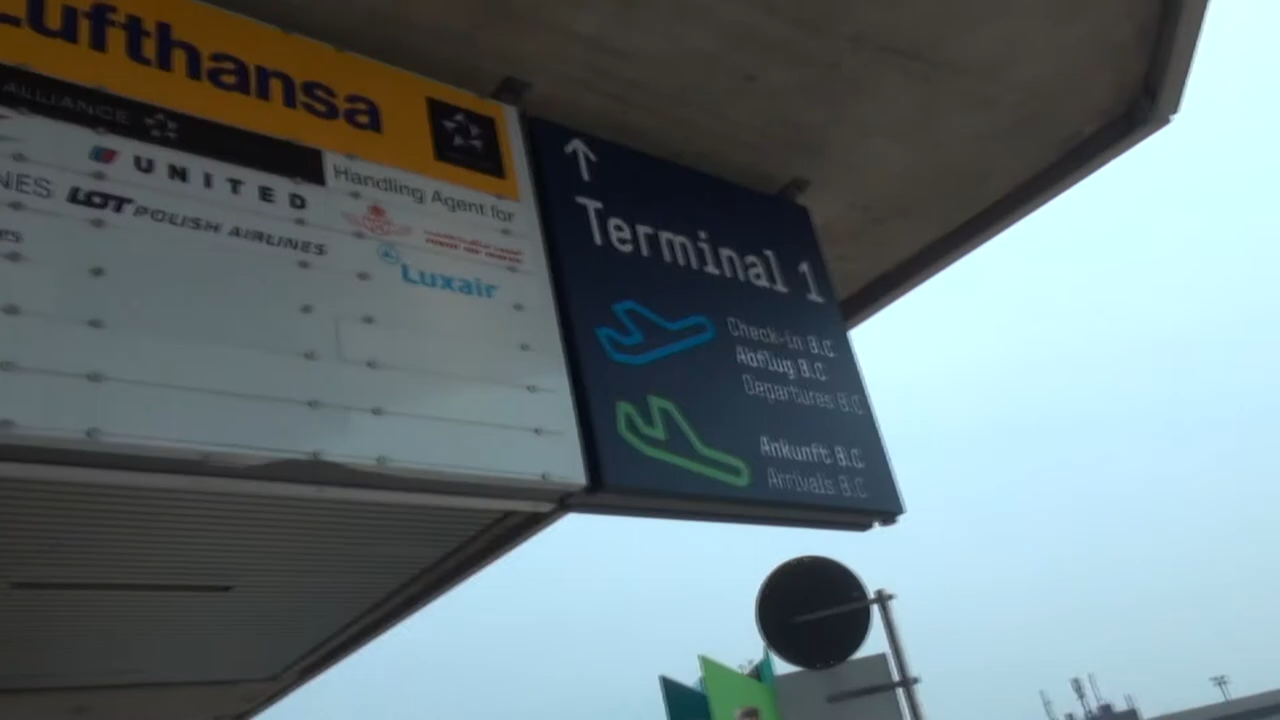 Lufthansa
ALLIANCE
UNITED
NES LOT POLISH AIRLINES
es
Handling Agent for
Luxair
Terminal 1
Check-in B.C
Abflug B.C
Departures B.C
Ankunft B.C
Arrivals B.C